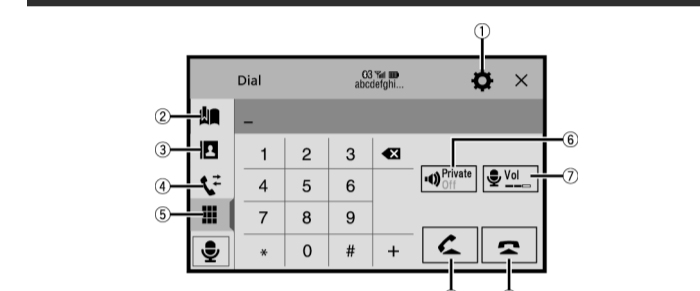 ①
Dial
03
abcdefghi...
②
_
③
1 2 3
⑥
Private
Off
Vol
⑦
④
4 5 6
⑤
7 8 9
* 0 # +